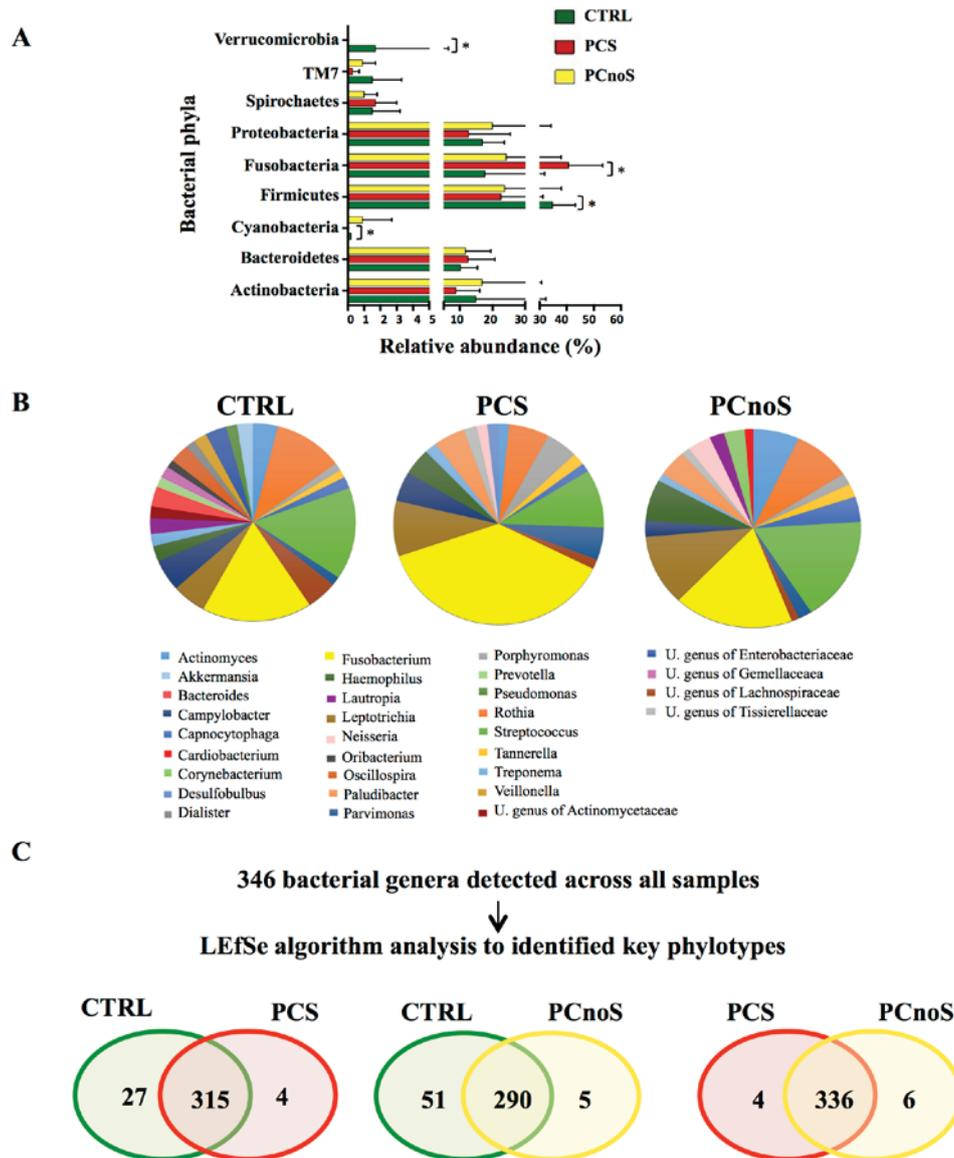 A
CTRL
PCS
PCnoS
Bacterial phyla
Verrucomicrobia
*
TM7
Spirochaetes
Proteobacteria
Fusobacteria
*
Firmicutes
*
Cyanobacteria
*
Bacteroidetes
Actinobacteria
0 1 2 3 4 5 10 20 30 30 40 50 60
Relative abundance (%)
B
CTRL
PCS
PCnoS
Actinomyces
Akkermansia
Bacteroides
Campylobacter
Capnocytophaga
Cardiobacterium
Corynebacterium
Desulfobulbus
Dialister
Fusobacterium
Haemophilus
Lautropia
Leptotrichia
Neisseria
Oribacterium
Oscillospira
Paludibacter
Parvimonas
Porphyromonas
Prevotella
Pseudomonas
Rothia
Streptococcus
Tannerella
Treponema
Veillonella
U. genus of Actinomycetaceae
U. genus of Enterobacteriaceae
U. genus of Gemellaceaea
U. genus of Lachnospiraceae
U. genus of Tissierellaceae
C
346 bacterial genera detected across all samples
LEfSe algorithm analysis to identified key phylotypes
CTRL PCS
27 315 4
CTRL PCnoS
51 290 5
PCS PCnoS
4 336 6